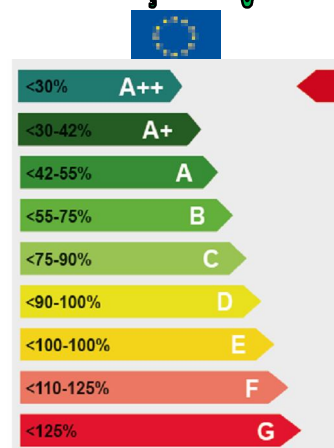 <30% A++
<30-42% A+
<42-55% A
<55-75% B
<75-90% C
<90-100% D
<100-100% E
<110-125% F
<125% G